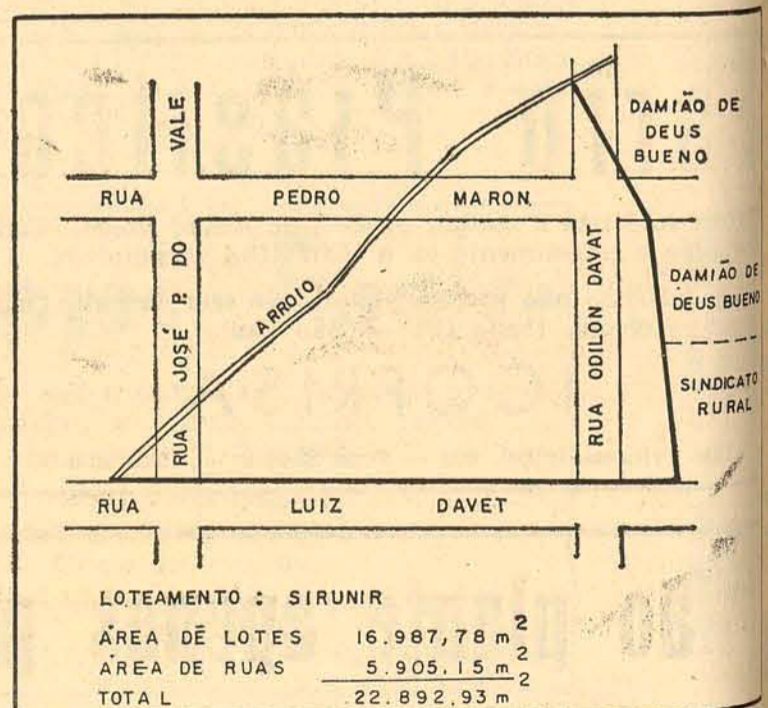 VALE
DAMIÃO DE
DEUS
BUENO
RUA PEDRO MARON
RUA JOSÉ P. DO
ARROIO
RUA ODILON DAVAT
DAMIÃO DE
DEUS BUENO
SINDICATO
RURAL
RUA LUIZ DAVET
LOTEAMENTO : SIRUNIR
AREA DE LOTES 16.987,78 m²
AREA DE RUAS 5.905,15 m²
TOTAL 22.892,93 m²